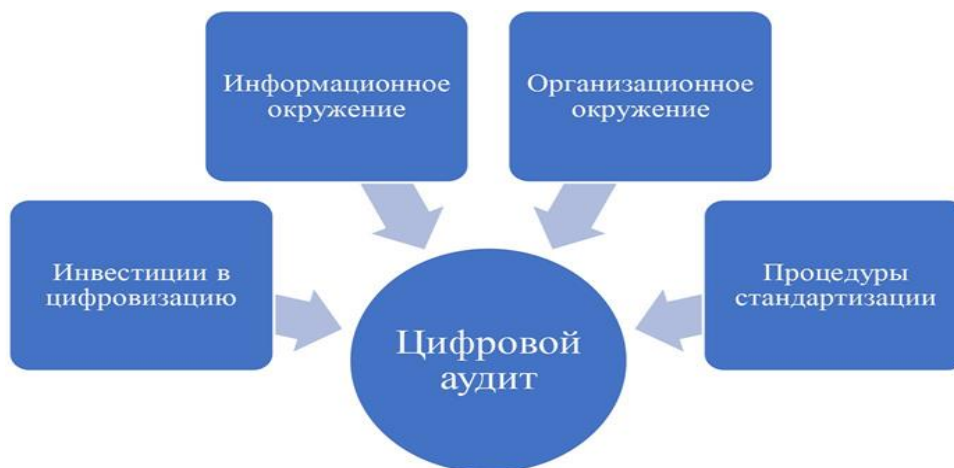 Информационное
окружение
Организационное
окружение
Инвестиции в
цифровизацию
Процедуры
стандартизации
Цифровой
аудит